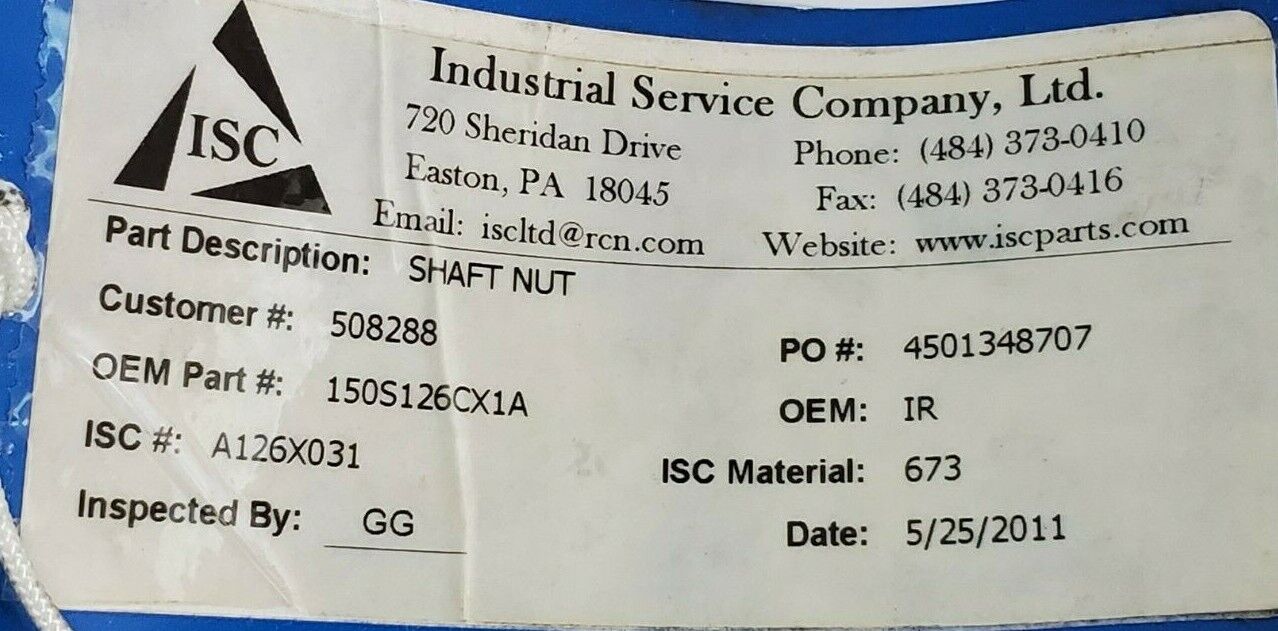 ISC
Industrial Service Company, Ltd.
720 Sheridan Drive
Easton, PA 18045
Email: iscltd@rcn.com
Phone: (484) 373-0410
Fax: (484) 373-0416
Website: www.iscparts.com
Part Description: SHAFT NUT
Customer #: 508288
OEM Part #: 150S126CX1A
ISC #: A126X031
Inspected By: GG
PO #: 4501348707
OEM: IR
ISC Material: 673
Date: 5/25/2011